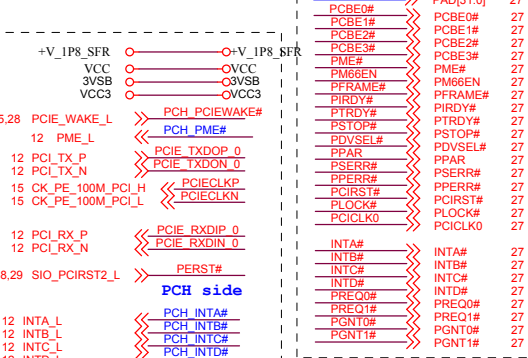 +V_1P8_SFR +V_1P8_SFR
VCC VCC
3VSB 3VSB
VCC3 VCC3
5,28 PCIE_WAKE_L PCH_PCIEWAKE#
12 PME_L PCH_PME#
12 PCI_TX_P PCIE_TXDOP_0
12 PCI_TX_N PCIE_TXDON_0
15 CK_PE_100M_PCI_H PCIECLKP
15 CK_PE_100M_PCI_L PCIECLKN
12 PCI_RX_P PCIE_RXDIP_0
12 PCI_RX_N PCIE_RXDIN_0
8,29 SIO_PCIRST2_L PERST#
PCH side
12 INTA_L PCH_INTA#
12 INTB_L PCH_INTB#
12 INTC_L PCH_INTC#
PCH_INTD#
PAD[31:0] 27
PCBE0# PCBE0# 27
PCBE1# PCBE1# 27
PCBE2# PCBE2# 27
PCBE3# PCBE3# 27
PME# PME# 27
PM66EN PM66EN 27
PFRAME# PFRAME# 27
PIRDY# PIRDY# 27
PTRDY# PTRDY# 27
PSTOP# PSTOP# 27
PDVSEL# PDVSEL# 27
PPAR PPAR 27
PSERR# PSERR# 27
PPERR# PPERR# 27
PCIRST# PCIRST# 27
PLOCK# PLOCK# 27
PCICLK0 PCICLK0 27
INTA# INTA# 27
INTB# INTB# 27
INTC# INTC# 27
INTD# INTD# 27
PREQ0# PREQ0# 27
PREQ1# PREQ1# 27
PGNT0# PGNT0# 27
PGNT1# PGNT1# 27